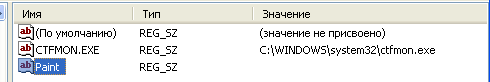 Имя Тип Значение
(По умолчанию) REG_SZ (значение не присвоено)
CTFMON.EXE REG_SZ C:\WINDOWS\system32\ctfmon.exe
Paint REG_SZ